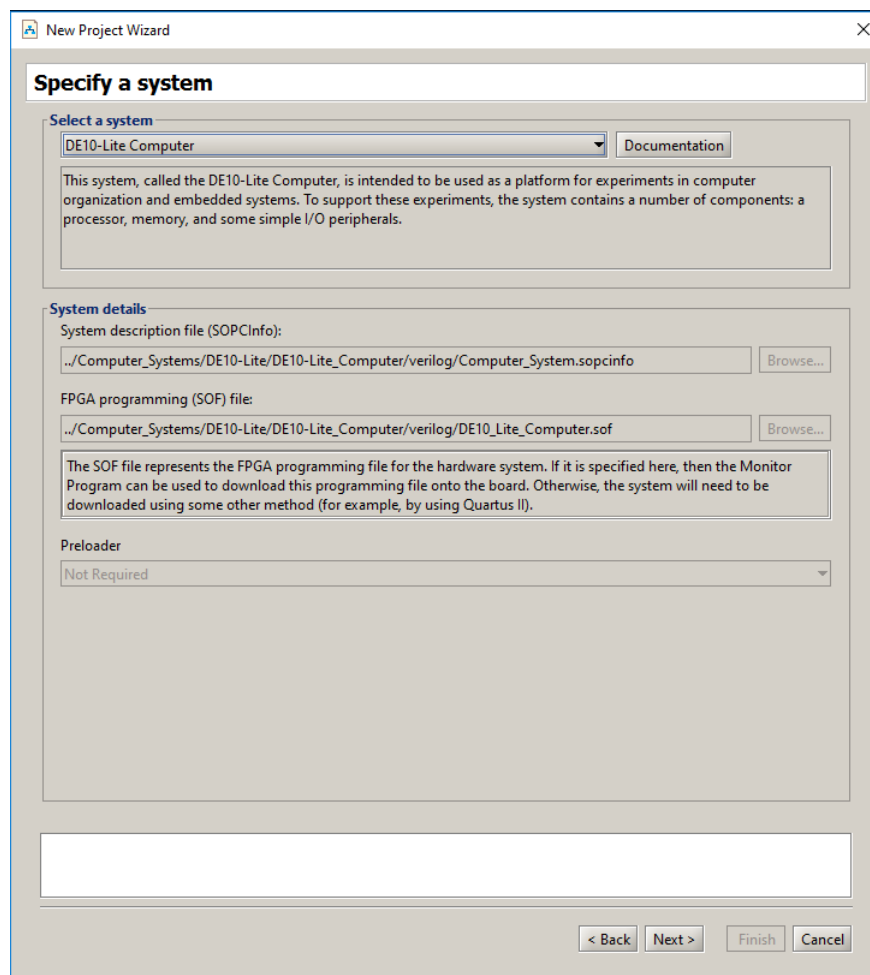 New Project Wizard
Specify a system
Select a system
DE10-Lite Computer
Documentation
This system, called the DE10-Lite Computer, is intended to be used as a platform for experiments in computer
organization and embedded systems. To support these experiments, the system contains a number of components: a
processor, memory, and some simple I/O peripherals.
System details
System description file (SOPCInfo):
../Computer_Systems/DE10-Lite/DE10-Lite_Computer/verilog/Computer_System.sopcinfo
Browse...
FPGA programming (SOF) file:
../Computer_Systems/DE10-Lite/DE10-Lite_Computer/verilog/DE10_Lite_Computer.sof
Browse...
The SOF file represents the FPGA programming file for the hardware system. If it is specified here, then the Monitor
Program can be used to download this programming file onto the board. Otherwise, the system will need to be
downloaded using some other method (for example, by using Quartus II).
Preloader
Not Required
< Back
Next >
Finish
Cancel